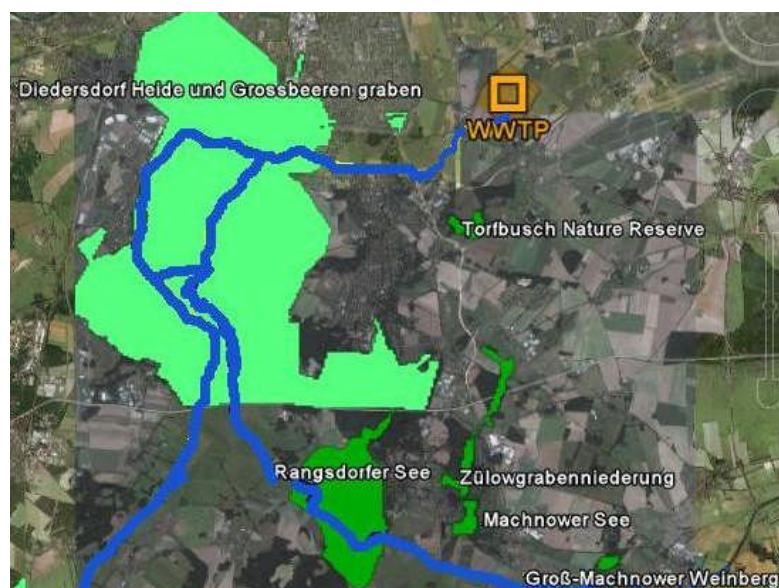 Diedersdorf Heide und Grossbeeren graben
WWTP
Torfbusch Nature Reserve
Rangsdorfer See
Zülowgrabenniederung
Machnower See
Groß-Machnower Weinberg